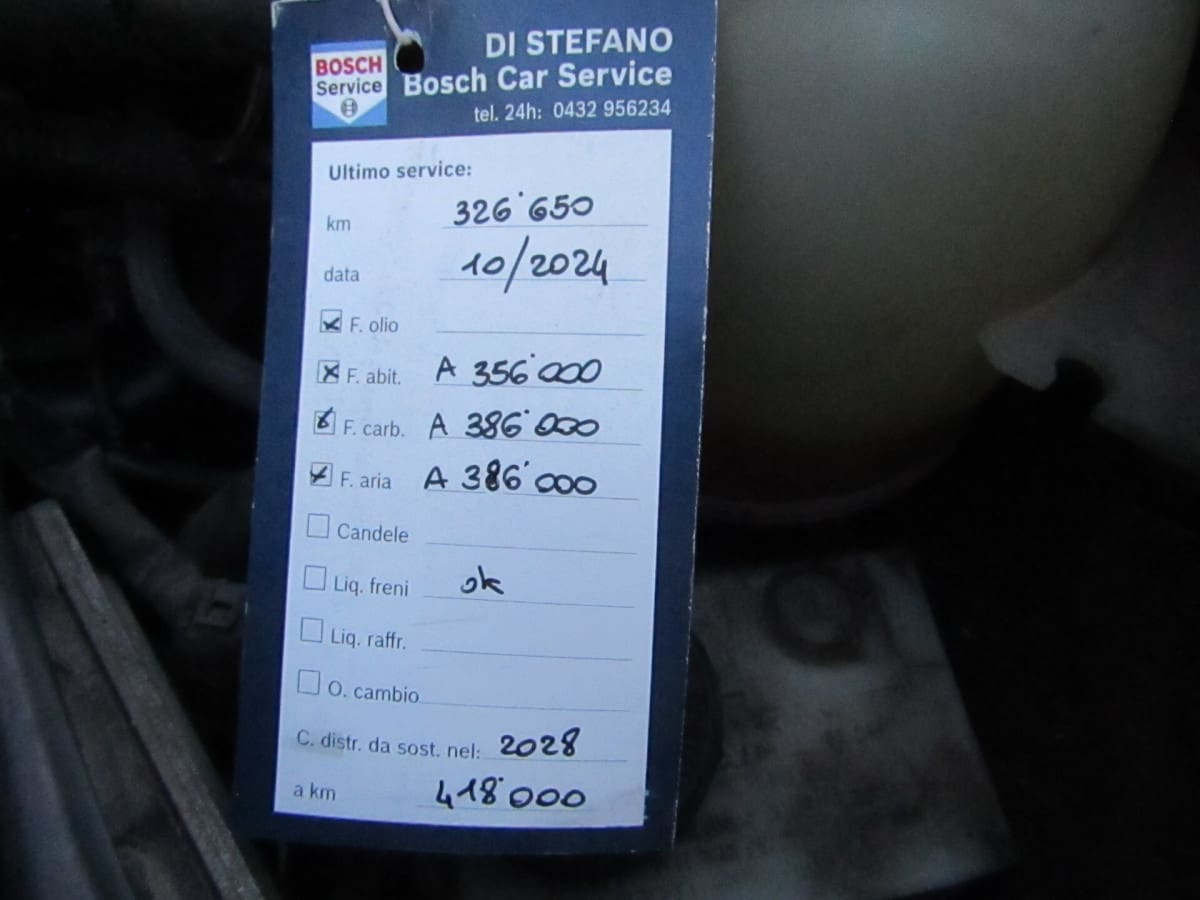 BOSCH
Service
DI STEFANO
Bosch Car Service
tel. 24h: 0432 956234
Ultimo service:
km 326˙650
data 10/2024
F. olio
F. abit. A 356˙000
F. carb. A 386˙000
F. aria A 386˙000
Candele
Liq. freni ok
Liq. raffr.
O. cambio
C. distr. da sost. nel: 2028
a km 418˙000